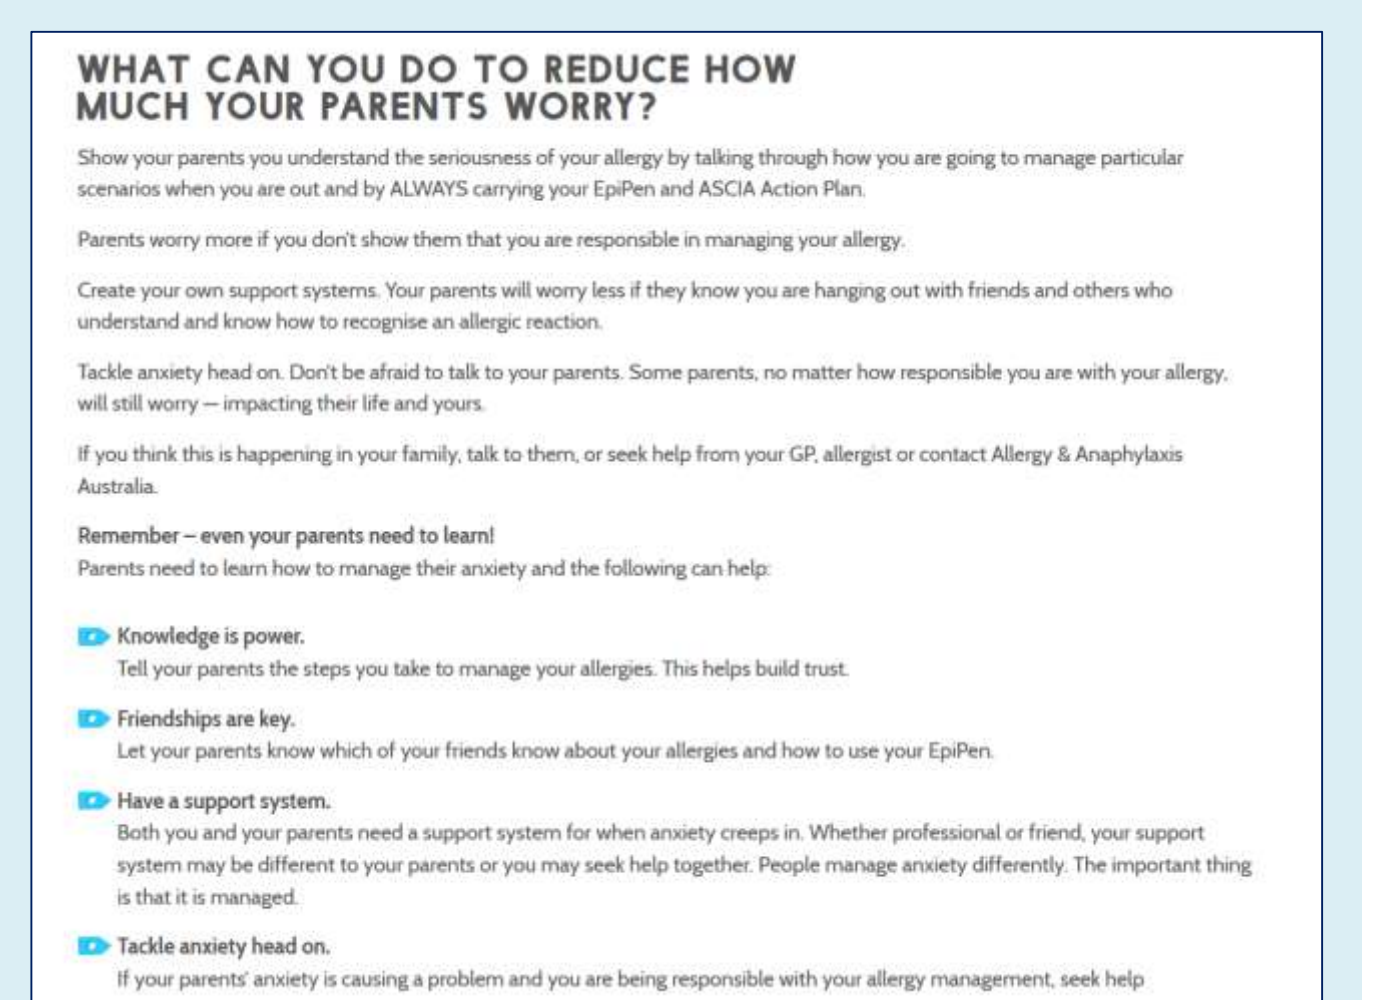 WHAT CAN YOU DO TO REDUCE HOW
MUCH YOUR PARENTS WORRY?
Show your parents you understand the seriousness of your allergy by talking through how you are going to manage particular
scenarios when you are out and by ALWAYS carrying your EpiPen and ASCIA Action Plan.
Parents worry more if you don't show them that you are responsible in managing your allergy.
Create your own support systems. Your parents will worry less if they know you are hanging out with friends and others who
understand and know how to recognise an allergic reaction.
Tackle anxiety head on. Don't be afraid to talk to your parents. Some parents, no matter how responsible you are with your allergy,
will still worry — impacting their life and yours.
If you think this is happening in your family, talk to them, or seek help from your GP, allergist or contact Allergy & Anaphylaxis
Australia.
Remember – even your parents need to learn!
Parents need to learn how to manage their anxiety and the following can help:
Knowledge is power.
Tell your parents the steps you take to manage your allergies. This helps build trust.
Friendships are key.
Let your parents know which of your friends know about your allergies and how to use your EpiPen.
Have a support system.
Both you and your parents need a support system for when anxiety creeps in. Whether professional or friend, your support
system may be different to your parents or you may seek help together. People manage anxiety differently. The important thing
is that it is managed.
Tackle anxiety head on.
If your parents' anxiety is causing a problem and you are being responsible with your allergy management, seek help